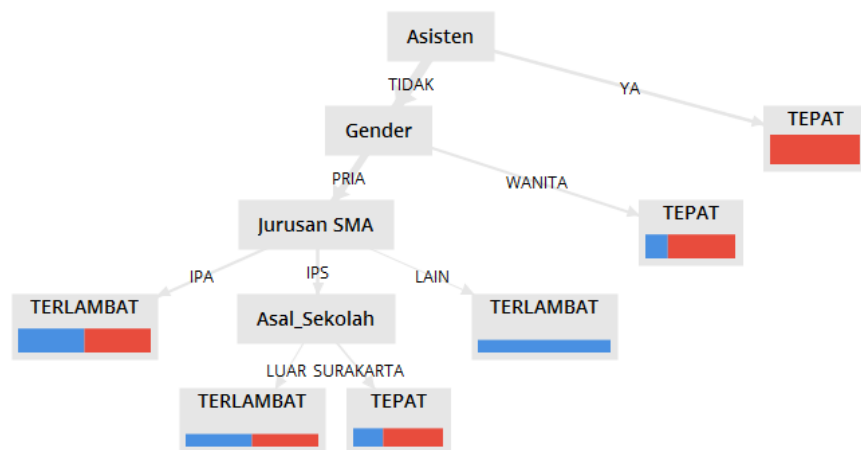 Asisten
TIDAK
YA
TEPAT
Gender
PRIA
WANITA
TEPAT
Jurusan SMA
IPA
IPS
LAIN
TERLAMBAT
Asal_Sekolah
TERLAMBAT
LUAR SURAKARTA
TERLAMBAT
TEPAT